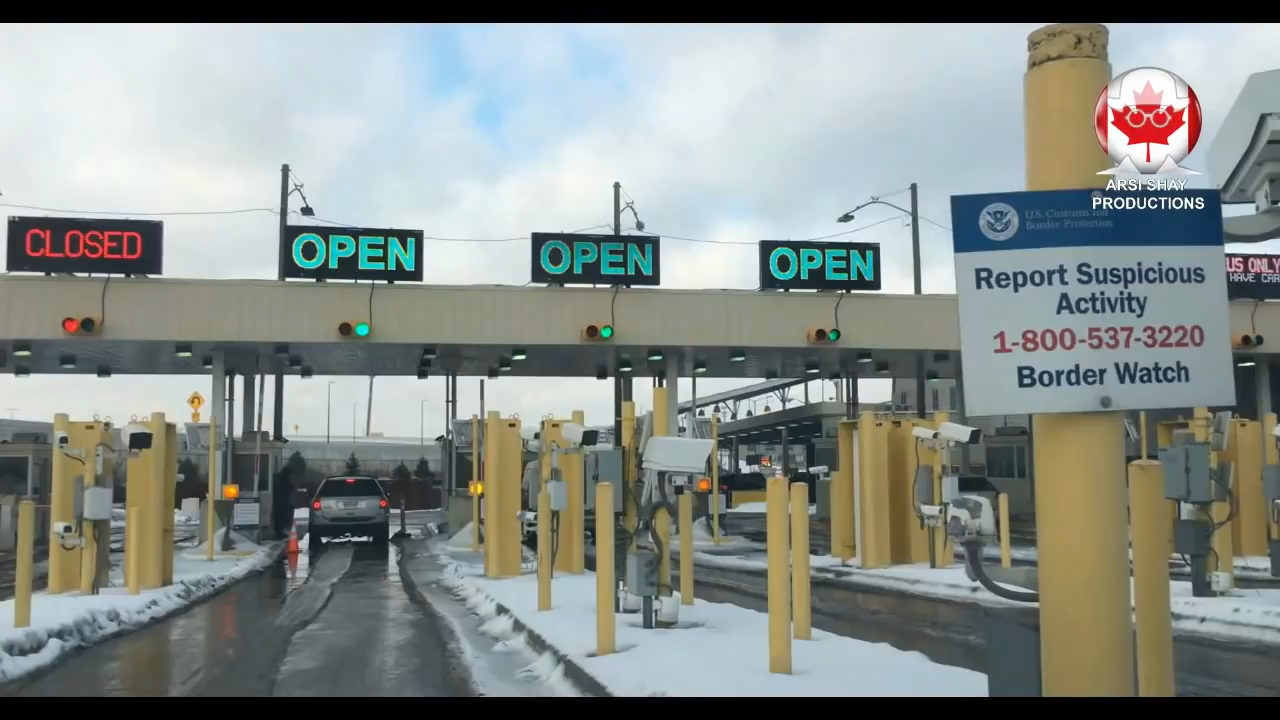 CLOSED
OPEN
OPEN
OPEN
ARSI SHAY
PRODUCTIONS
U.S. Customs and
Border Protection
Report Suspicious
Activity
1-800-537-3220
Border Watch
US ONLY
HAVE CAR